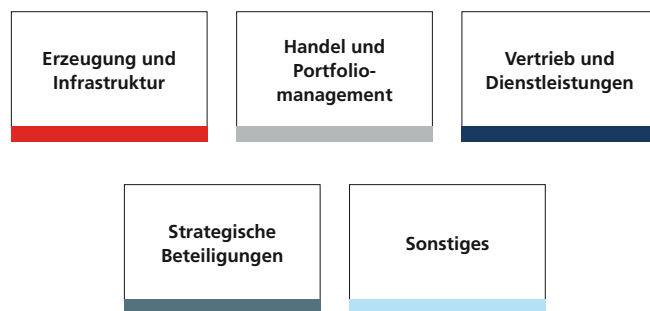 Erzeugung und
Infrastruktur
Handel und
Portfolio-
management
Vertrieb und
Dienstleistungen
Strategische
Beteiligungen
Sonstiges